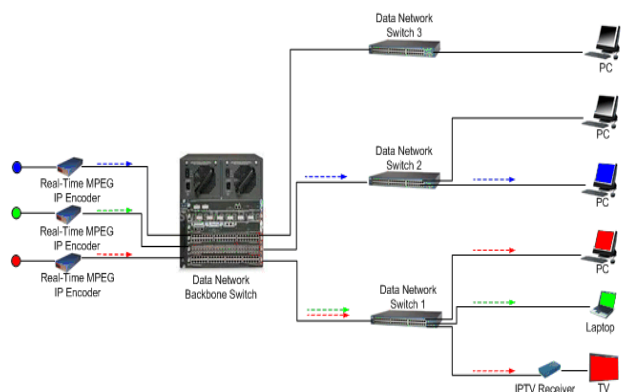 Data Network
Switch 3
PC
PC
Data Network
Switch 2
PC
Real-Time MPEG
IP Encoder
Real-Time MPEG
IP Encoder
Real-Time MPEG
IP Encoder
Data Network
Backbone Switch
PC
Data Network
Switch 1
Laptop
IPTV Receiver
TV